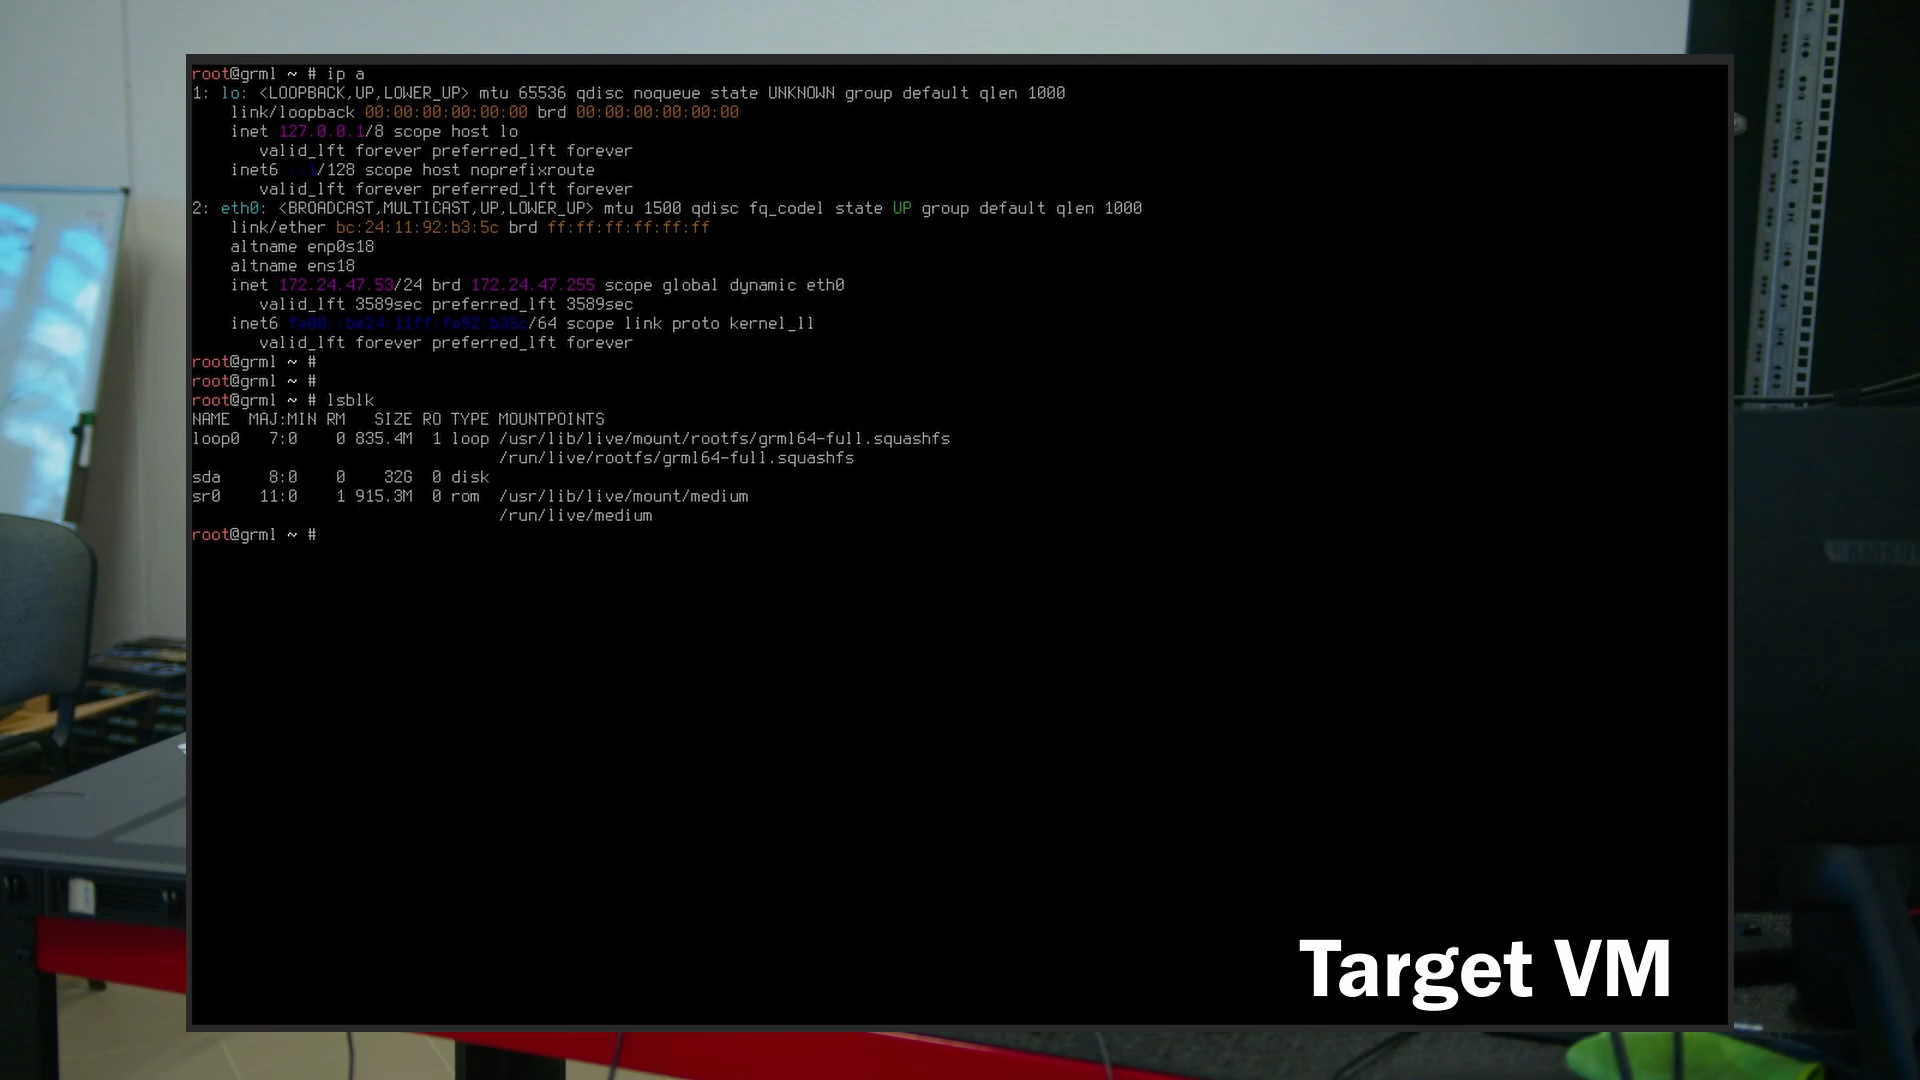 root@grml ~ # ip a
1: lo: <LOOPBACK,UP,LOWER_UP> mtu 65536 qdisc noqueue state UNKNOWN group default qlen 1000
link/loopback 00:00:00:00:00:00 brd 00:00:00:00:00:00
inet 127.0.0.1/8 scope host lo
valid_lft forever preferred_lft forever
inet6 ::1/128 scope host noprefixroute
valid_lft forever preferred_lft forever
2: eth0: <BROADCAST,MULTICAST,UP,LOWER_UP> mtu 1500 qdisc fq_codel state UP group default qlen 1000
link/ether bc:24:11:92:b3:5c brd ff:ff:ff:ff:ff:ff
altname enp0s18
altname ens18
inet 172.24.47.53/24 brd 172.24.47.255 scope global dynamic eth0
valid_lft 3589sec preferred_lft 3589sec
inet6 fe80::be24:11ff:fe92:b35c/64 scope link proto kernel_ll
valid_lft forever preferred_lft forever
root@grml ~ #
root@grml ~ #
root@grml ~ # lsblk
NAME MAJ:MIN RM SIZE RO TYPE MOUNTPOINTS
loop0 7:0 0 835.4M 1 loop /usr/lib/live/mount/rootfs/grml64-full.squashfs
/run/live/rootfs/grml64-full.squashfs
sda 8:0 0 32G 0 disk
sr0 11:0 1 915.3M 0 rom /usr/lib/live/mount/medium
/run/live/medium
root@grml ~ #
Target VM